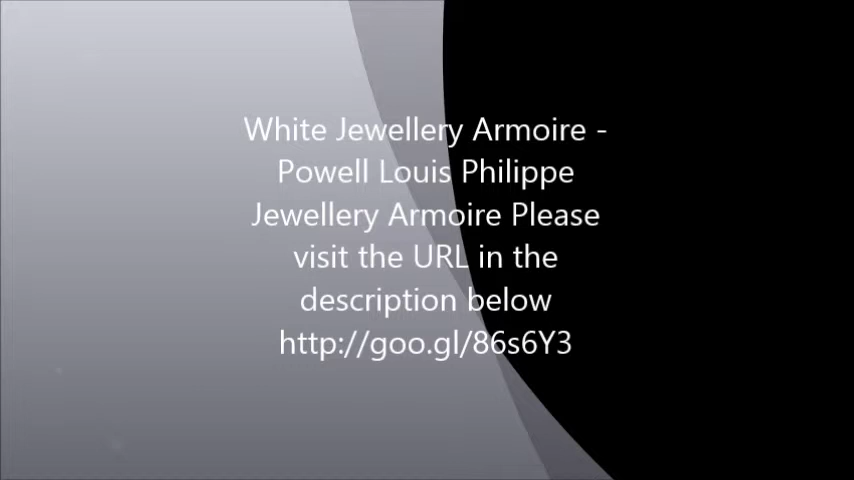 White Jewellery Armoire -
Powell Louis Philippe
Jewellery Armoire Please
visit the URL in the
description below
http://goo.gl/86s6Y3